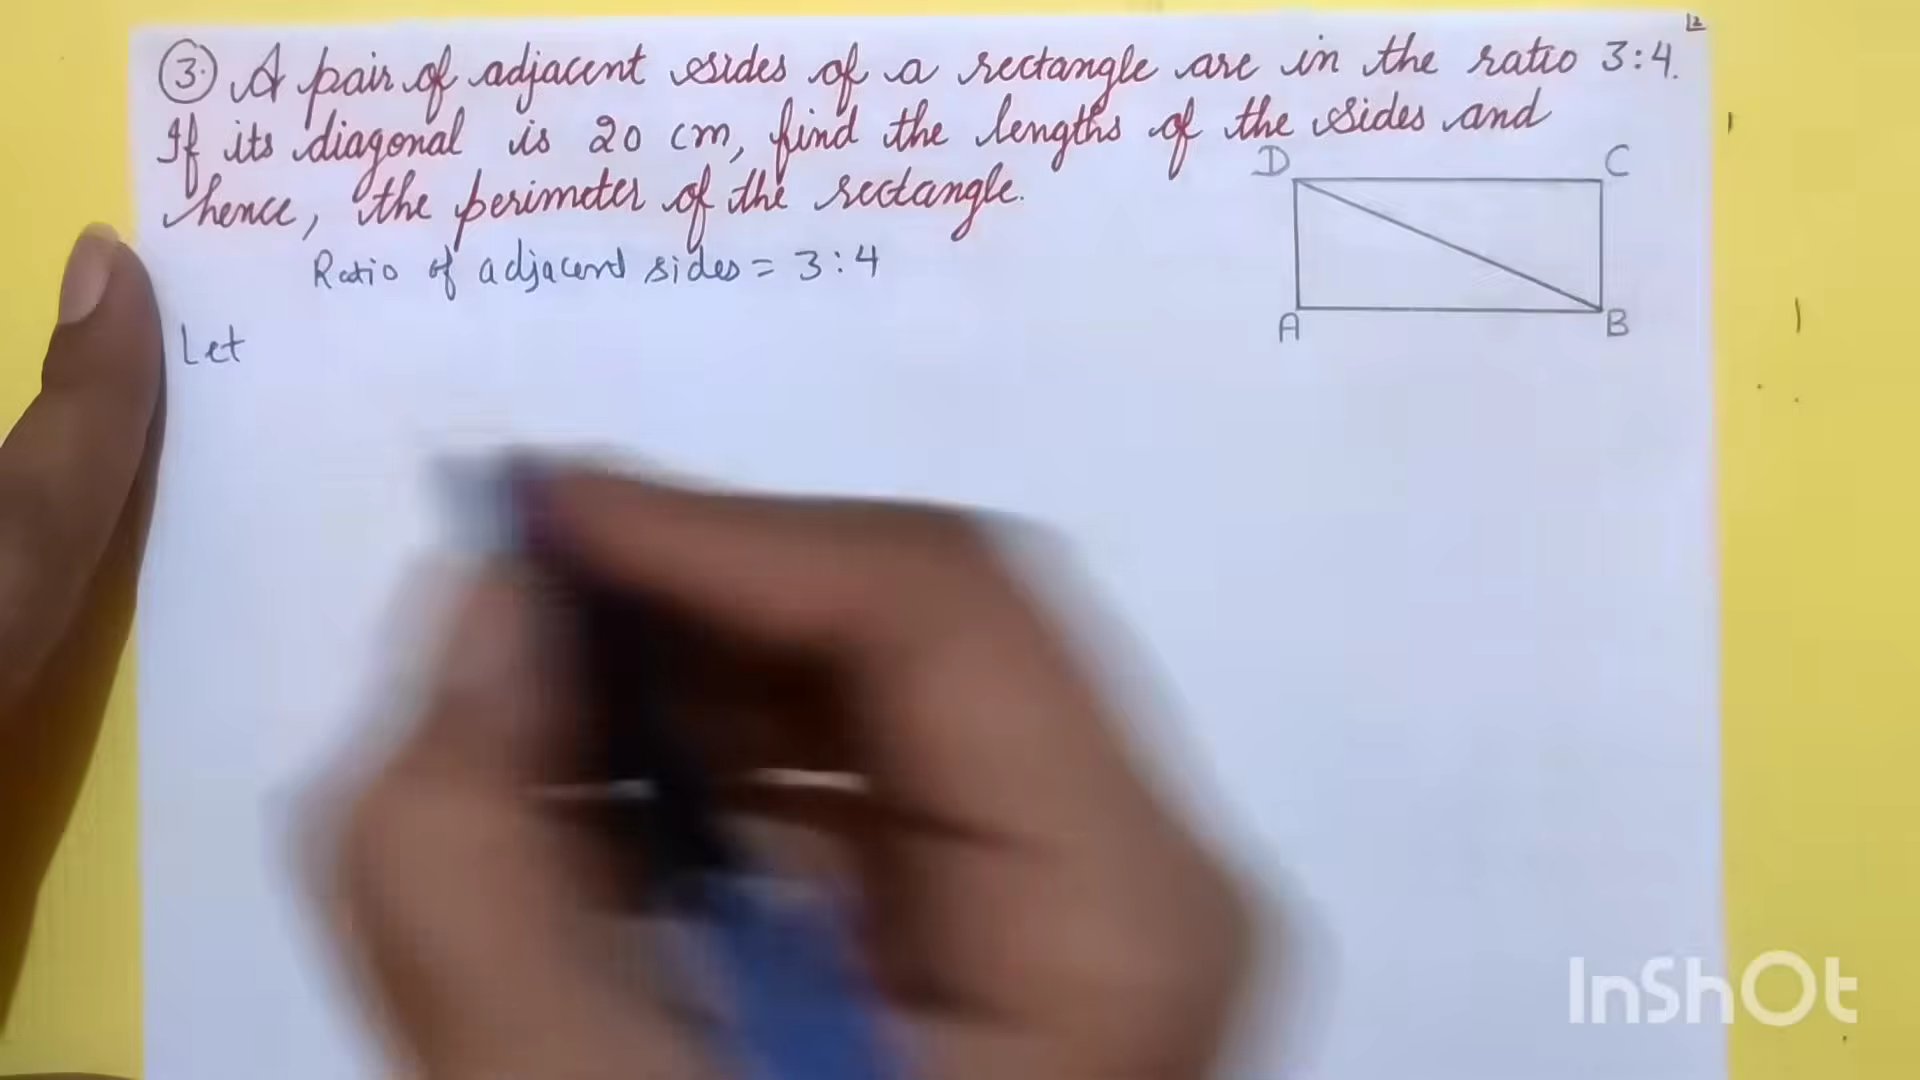 ③ A pair of adjacent sides of a rectangle are in the ratio 3:4.
If its diagonal is 20 cm, find the lengths of the sides and
hence, the perimeter of the rectangle.
D C
Ratio of adjacent sides = 3:4
A B
Let
InShOt